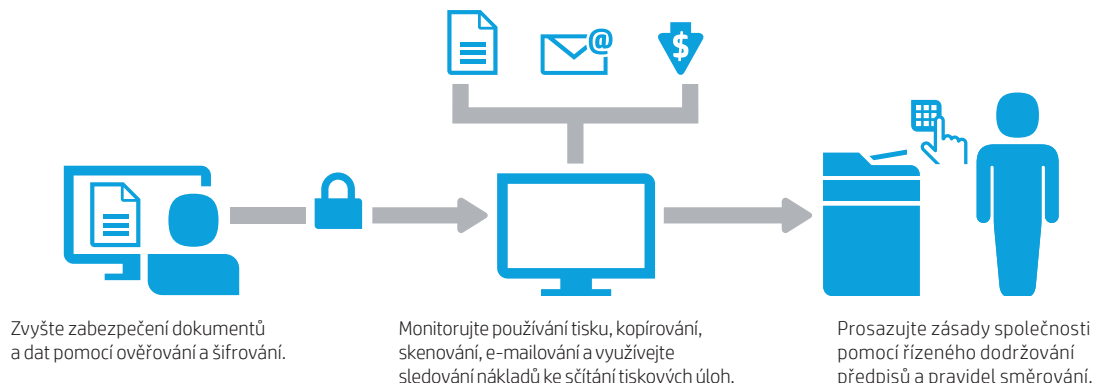 @
$
Zvyšte zabezpečení dokumentů
a dat pomocí ověřování a šifrování.
Monitorujte používání tisku, kopírování,
skenování, e-mailování a využívejte
sledování nákladů ke sčítání tiskových úloh.
Prosazujte zásady společnosti
pomocí řízeného dodržování
předpisů a pravidel směrování.